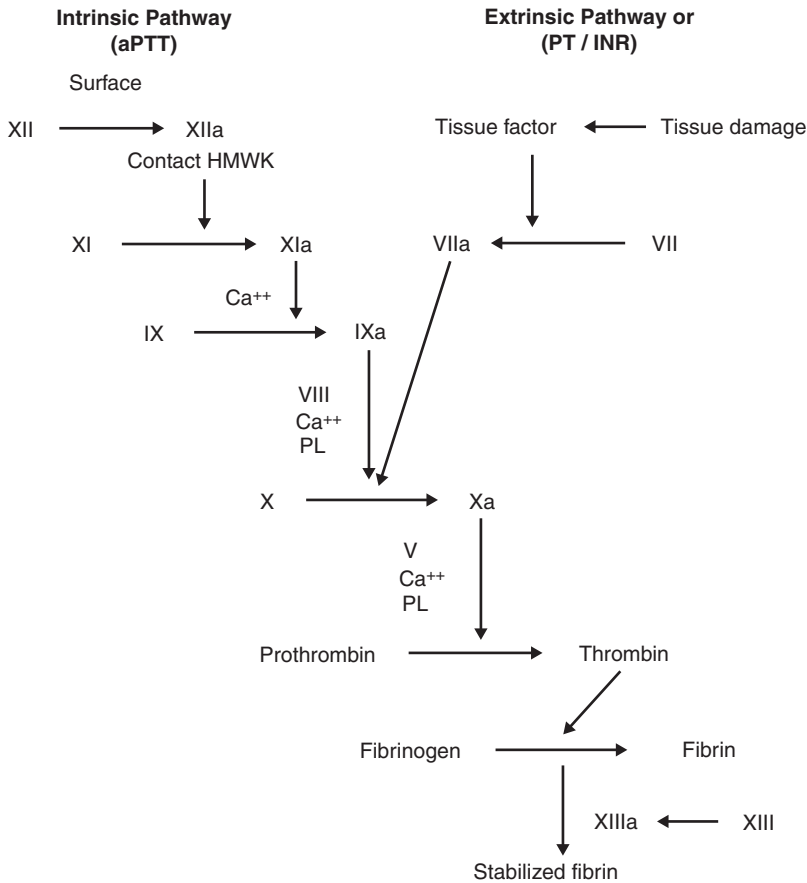 Intrinsic Pathway
(aPTT)
Extrinsic Pathway or
(PT / INR)
Surface
XII
XIIa
Tissue factor
Tissue damage
Contact HMWK
XI
XIa
VIIa
VII
Ca++
IX
IXa
VIII
Ca++
PL
X
Xa
V
Ca++
PL
Prothrombin
Thrombin
Fibrinogen
Fibrin
XIIIa
XIII
Stabilized fibrin